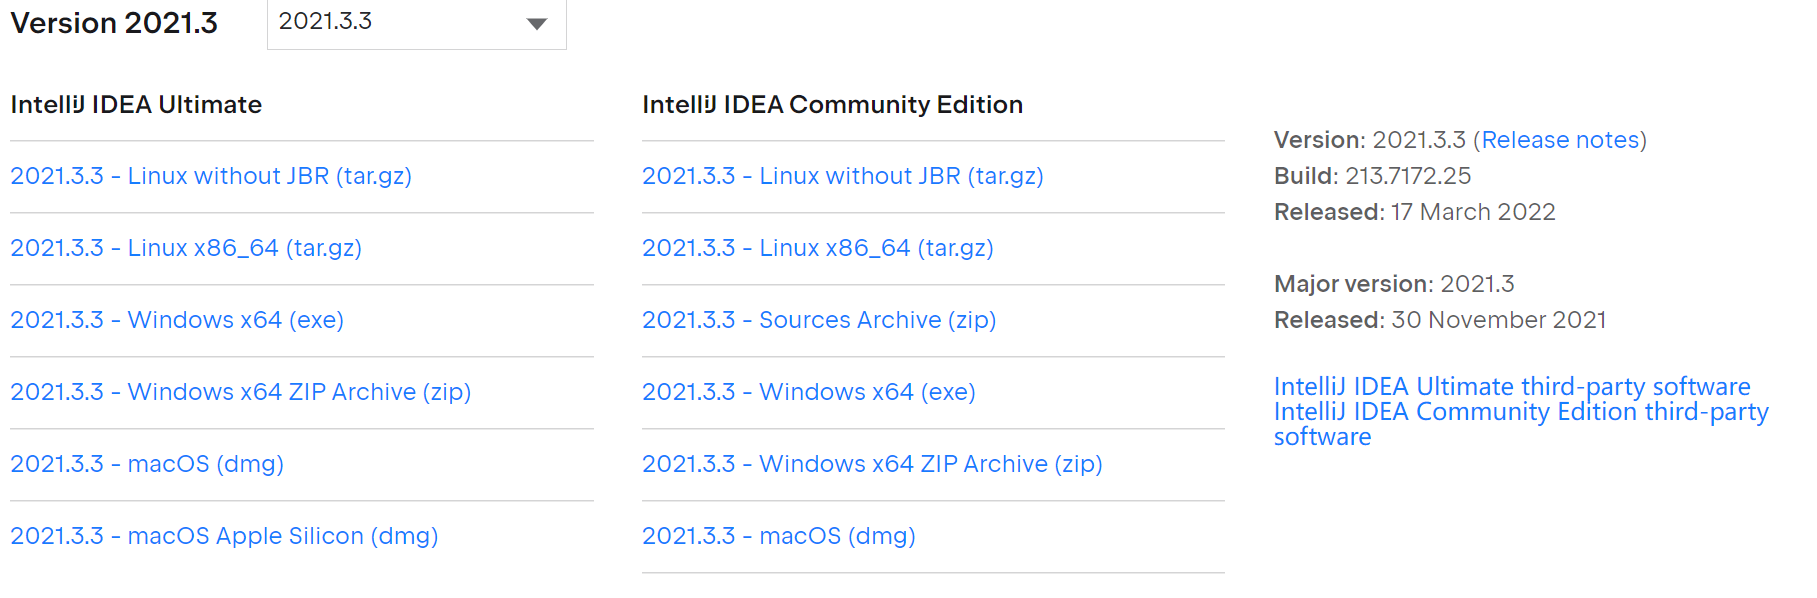 Version 2021.3
2021.3.3
IntelliJ IDEA Ultimate
2021.3.3 - Linux without JBR (tar.gz)
2021.3.3 - Linux x86_64 (tar.gz)
2021.3.3 - Windows x64 (exe)
2021.3.3 - Windows x64 ZIP Archive (zip)
2021.3.3 - macOS (dmg)
2021.3.3 - macOS Apple Silicon (dmg)
IntelliJ IDEA Community Edition
2021.3.3 - Linux without JBR (tar.gz)
2021.3.3 - Linux x86_64 (tar.gz)
2021.3.3 - Sources Archive (zip)
2021.3.3 - Windows x64 (exe)
2021.3.3 - Windows x64 ZIP Archive (zip)
2021.3.3 - macOS (dmg)
Version: 2021.3.3 (Release notes)
Build: 213.7172.25
Released: 17 March 2022
Major version: 2021.3
Released: 30 November 2021
IntelliJ IDEA Ultimate third-party software
IntelliJ IDEA Community Edition third-party
software